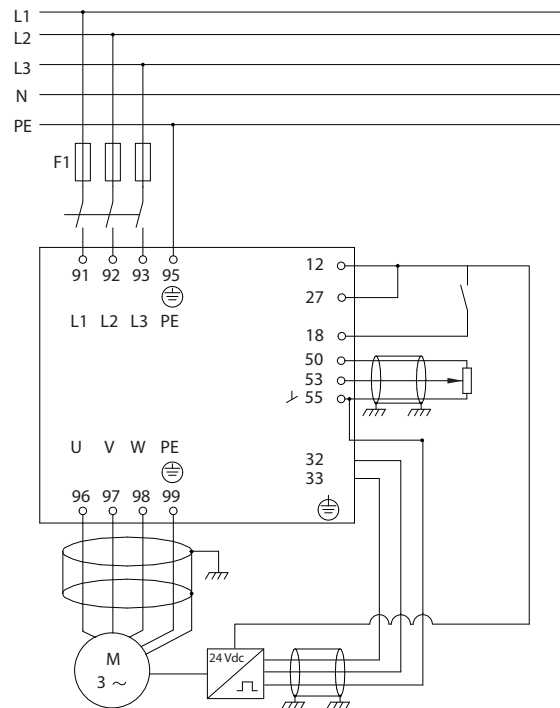 L1
L2
L3
N
PE
F1
91 92 93 95
L1 L2 L3 PE
12
27
18
50
53
55
U V W PE
32
33
96 97 98 99
M
3 ~
24 Vdc